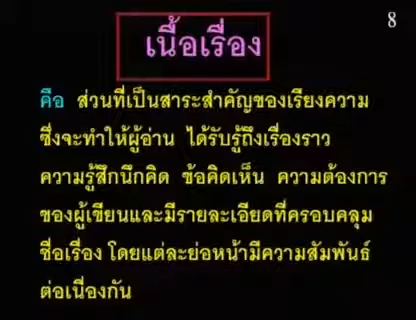 8
เนื้อเรื่อง
คือ ส่วนที่เป็นสาระสำคัญของเรียงความ
ซึ่งจะทำให้ผู้อ่าน ได้รับรู้ถึงเรื่องราว
ความรู้สึกนึกคิด ข้อคิดเห็น ความต้องการ
ของผู้เขียนและมีรายละเอียดที่ครอบคลุม
ชื่อเรื่อง โดยแต่ละย่อหน้ามีความสัมพันธ์
ต่อเนื่องกัน